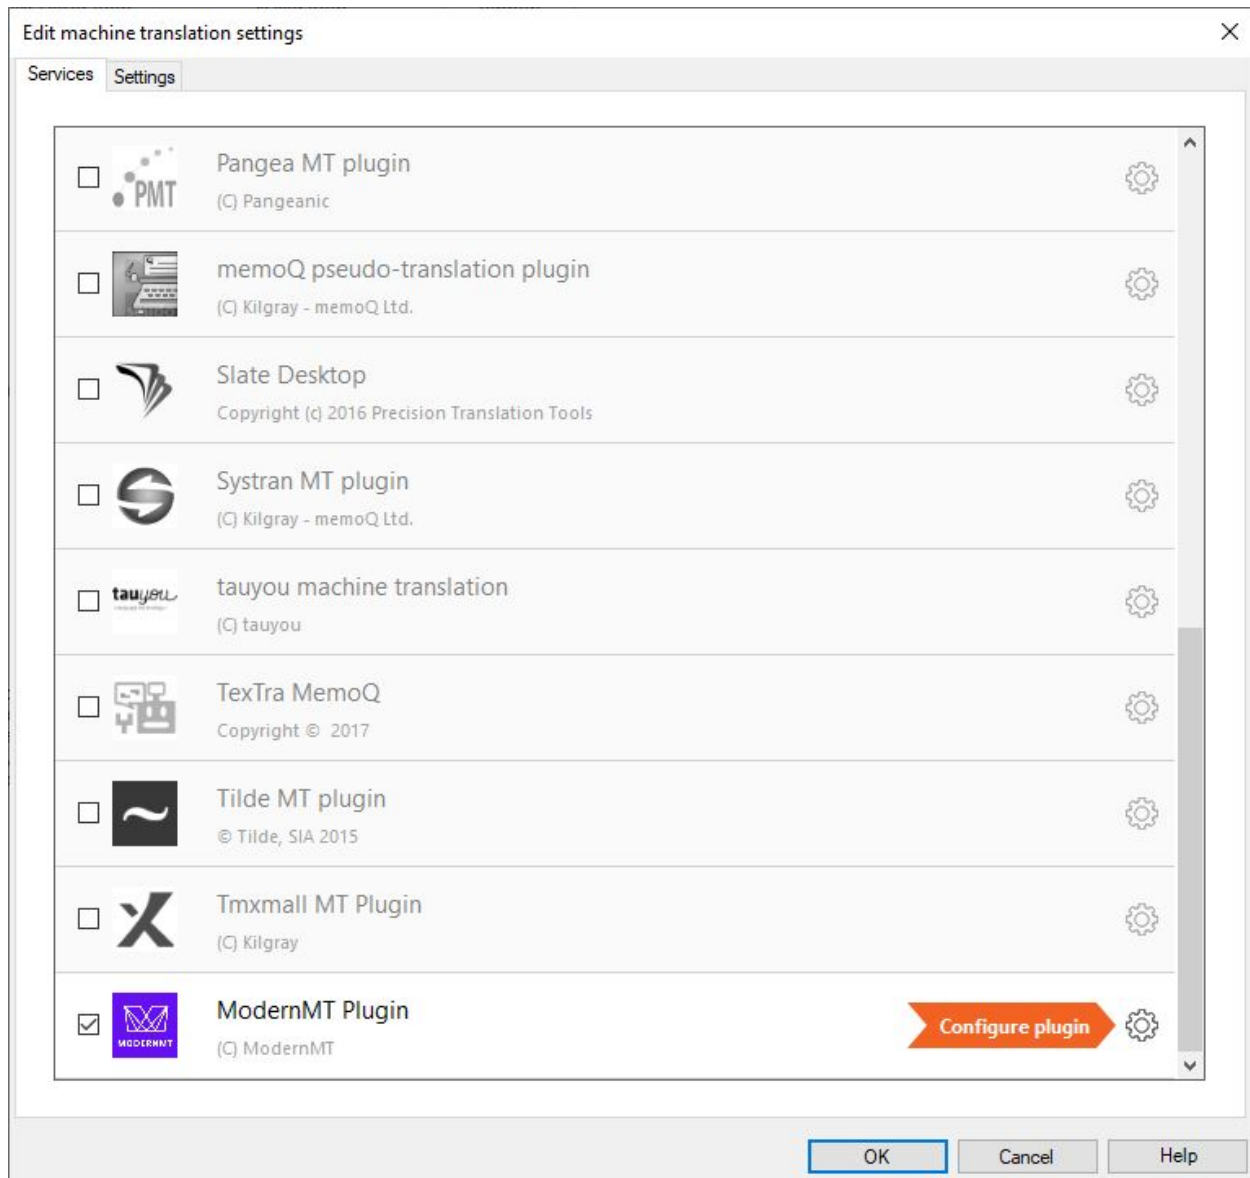 Edit machine translation settings
Services Settings
PMT
Pangea MT plugin
(C) Pangeanic
memoQ pseudo-translation plugin
(C) Kilgray - memoQ Ltd.
Slate Desktop
Copyright (c) 2016 Precision Translation Tools
Systran MT plugin
(C) Kilgray - memoQ Ltd.
tauyou
tauyou machine translation
(C) tauyou
TexTra MemoQ
Copyright © 2017
Tilde MT plugin
© Tilde, SIA 2015
Tmxmall MT Plugin
(C) Kilgray
MODERNMT
ModernMT Plugin
(C) ModernMT
Configure plugin
OK Cancel Help